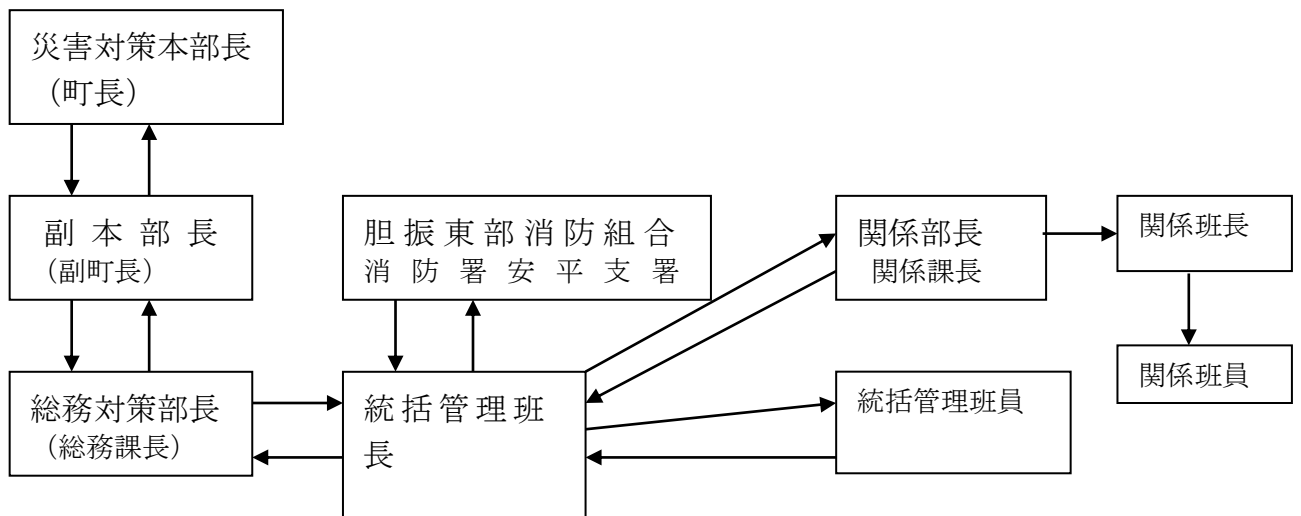 災害対策本部長
(町長)
副本部長
(副町長)
胆振東部消防組合
消防署安平支署
関係部長
関係課長
関係班長
関係班員
総務対策部長
(総務課長)
統括管理班
長
統括管理班員